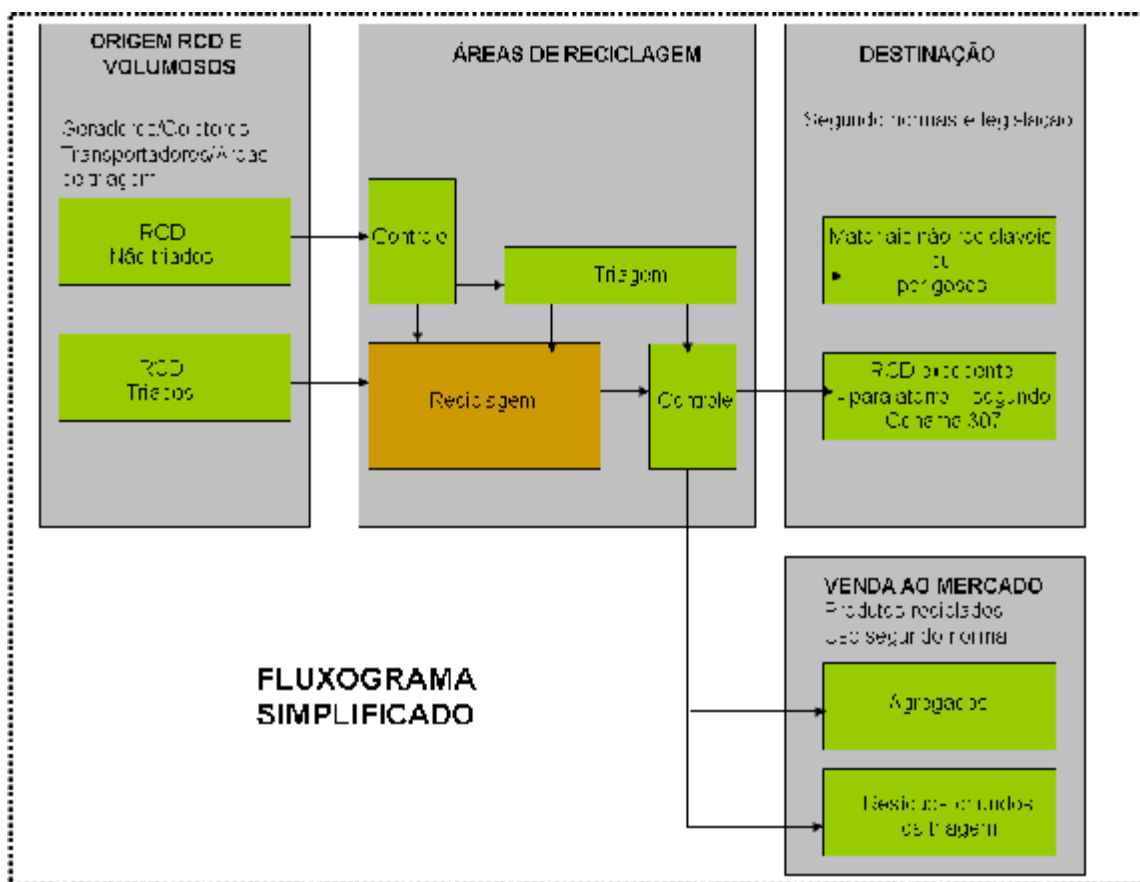 ORIGEM RCD E
VOLUMOSOS
Geradores/Coletores
Transportadores/Áreas
de triagem
RCD
Não triados
RCD
Triados
ÁREAS DE RECICLAGEM
Controle
Triagem
Reciclagem
Controle
DESTINAÇÃO
Segundo normas e legislação
Materiais não recicláveis
ou
perigosos
RCD excedente
- para aterro - segundo
Conama 307
VENDA AO MERCADO
Produtos reciclados
Uso segundo norma
Agregados
Resíduos oriundos
da triagem
FLUXOGRAMA
SIMPLIFICADO